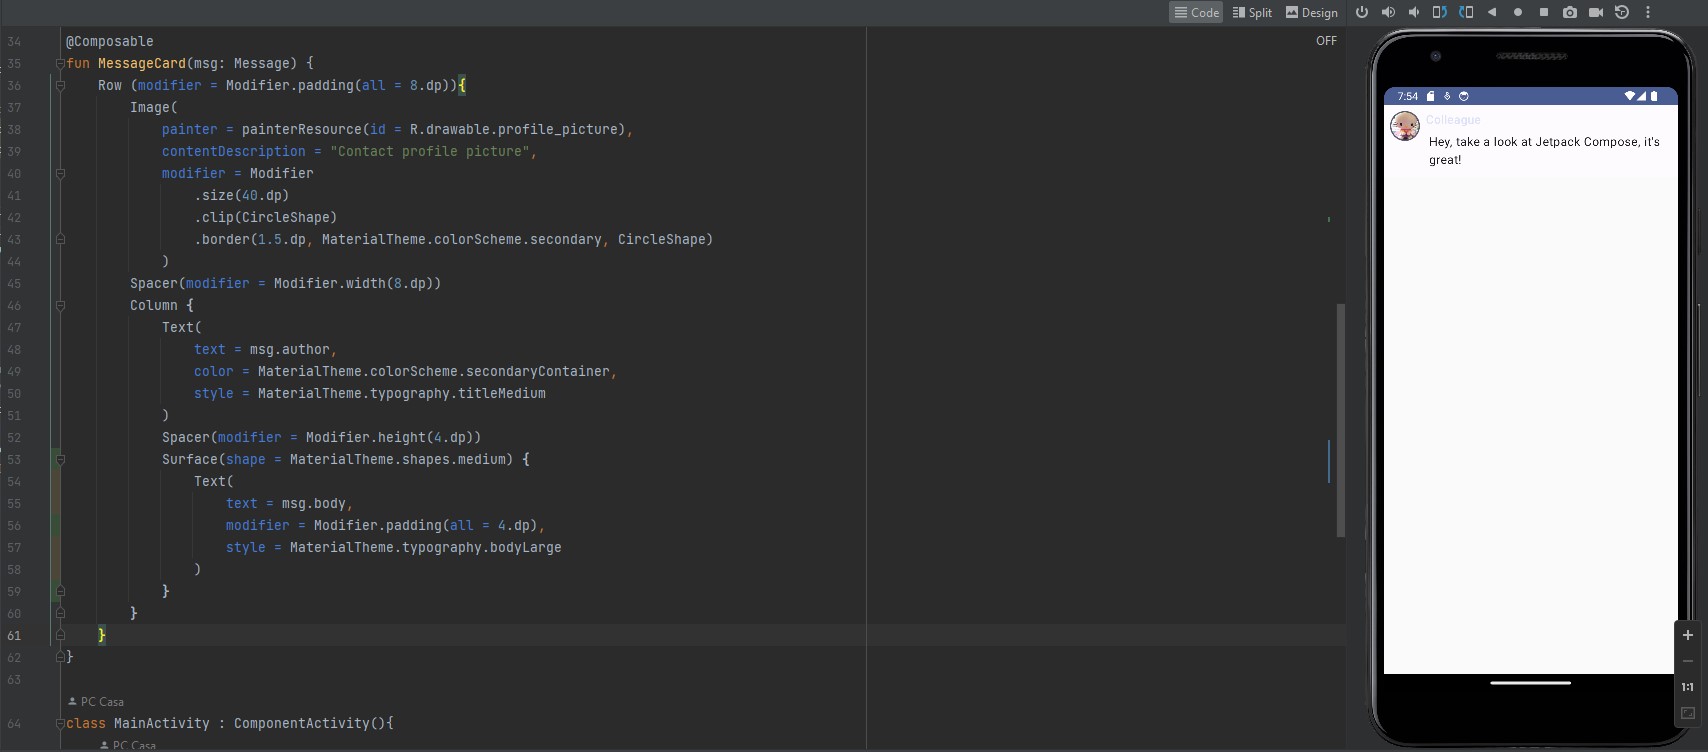 Code Split Design
OFF
34 @Composable
35 fun MessageCard(msg: Message) {
36 Row (modifier = Modifier.padding(all = 8.dp)){
37 Image(
38 painter = painterResource(id = R.drawable.profile_picture),
39 contentDescription = "Contact profile picture",
40 modifier = Modifier
41 .size(40.dp)
42 .clip(CircleShape)
43 .border(1.5.dp, MaterialTheme.colorScheme.secondary, CircleShape)
44 )
45 Spacer(modifier = Modifier.width(8.dp))
46 Column {
47 Text(
48 text = msg.author,
49 color = MaterialTheme.colorScheme.secondaryContainer,
50 style = MaterialTheme.typography.titleMedium
51 )
52 Spacer(modifier = Modifier.height(4.dp))
53 Surface(shape = MaterialTheme.shapes.medium) {
54 Text(
55 text = msg.body,
56 modifier = Modifier.padding(all = 4.dp),
57 style = MaterialTheme.typography.bodyLarge
58 )
59 }
60 }
61 }
62 }
63
PC Casa
64 class MainActivity : ComponentActivity(){
PC Casa
7:54
Colleague
Hey, take a look at Jetpack Compose, it's
great!
1:1